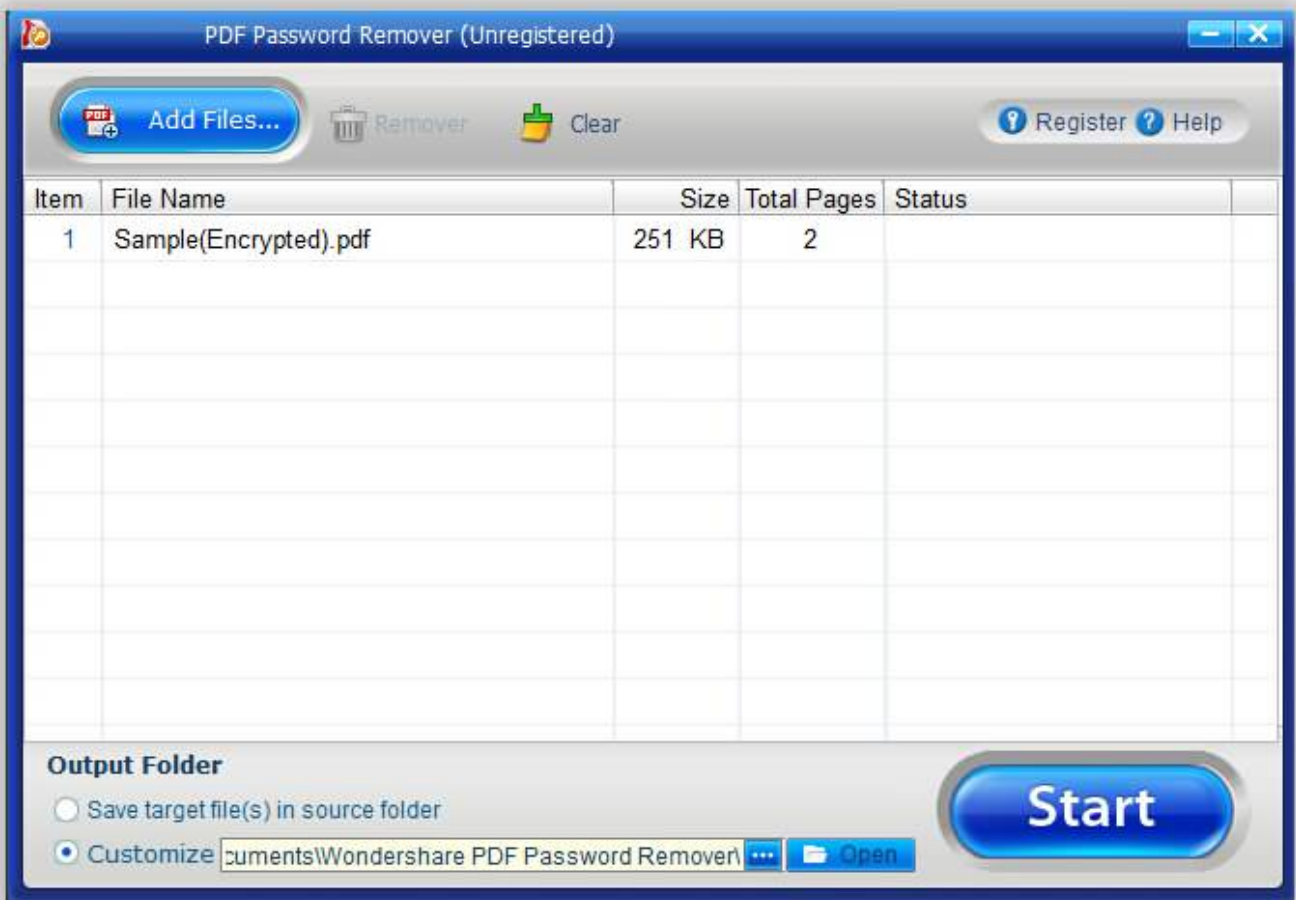 PDF Password Remover (Unregistered)
Add Files... Remover Clear Register Help
Item File Name Size Total Pages Status
1 Sample(Encrypted).pdf 251 KB 2
Output Folder
Save target file(s) in source folder
Customize cuments\Wondershare PDF Password Remover\ ... Open
Start